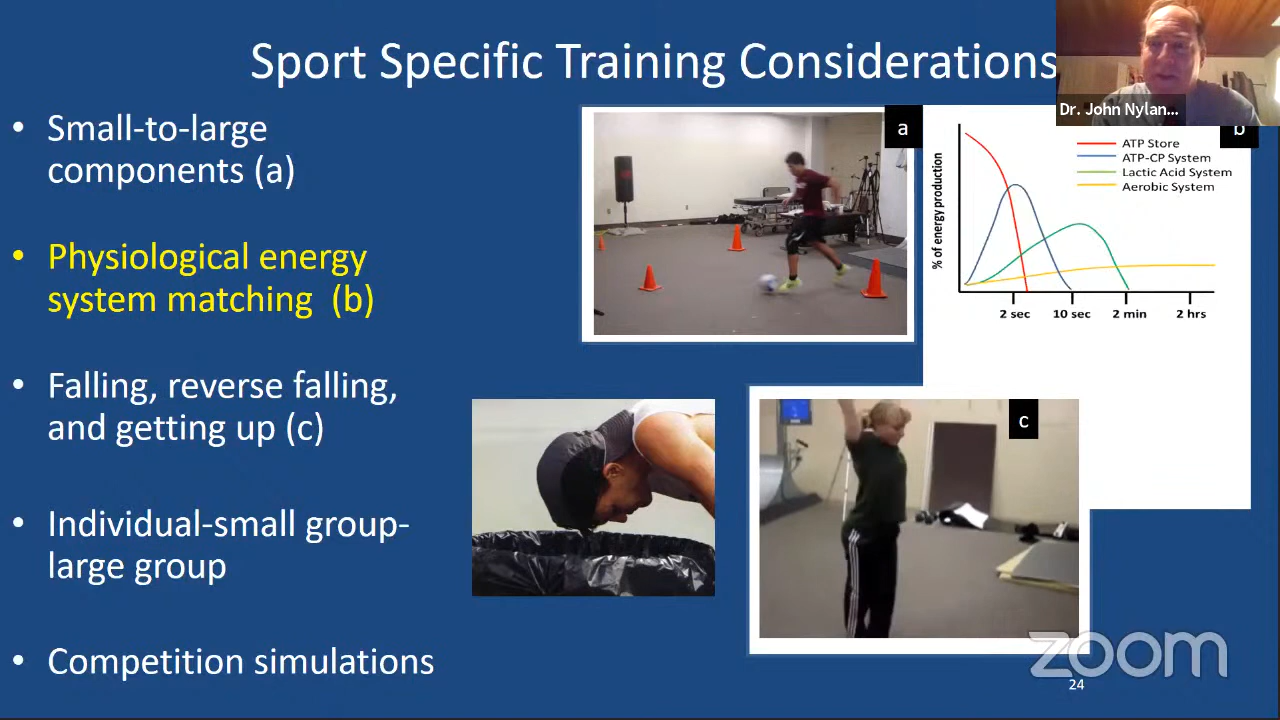 Sport Specific Training Considerations
Dr. John Nylan...
• Small-to-large
components (a)
• Physiological energy
system matching (b)
• Falling, reverse falling,
and getting up (c)
• Individual-small group-
large group
• Competition simulations
a
b
ATP Store
ATP-CP System
Lactic Acid System
Aerobic System
% of energy production
2 sec
10 sec
2 min
2 hrs
c
zoom
24